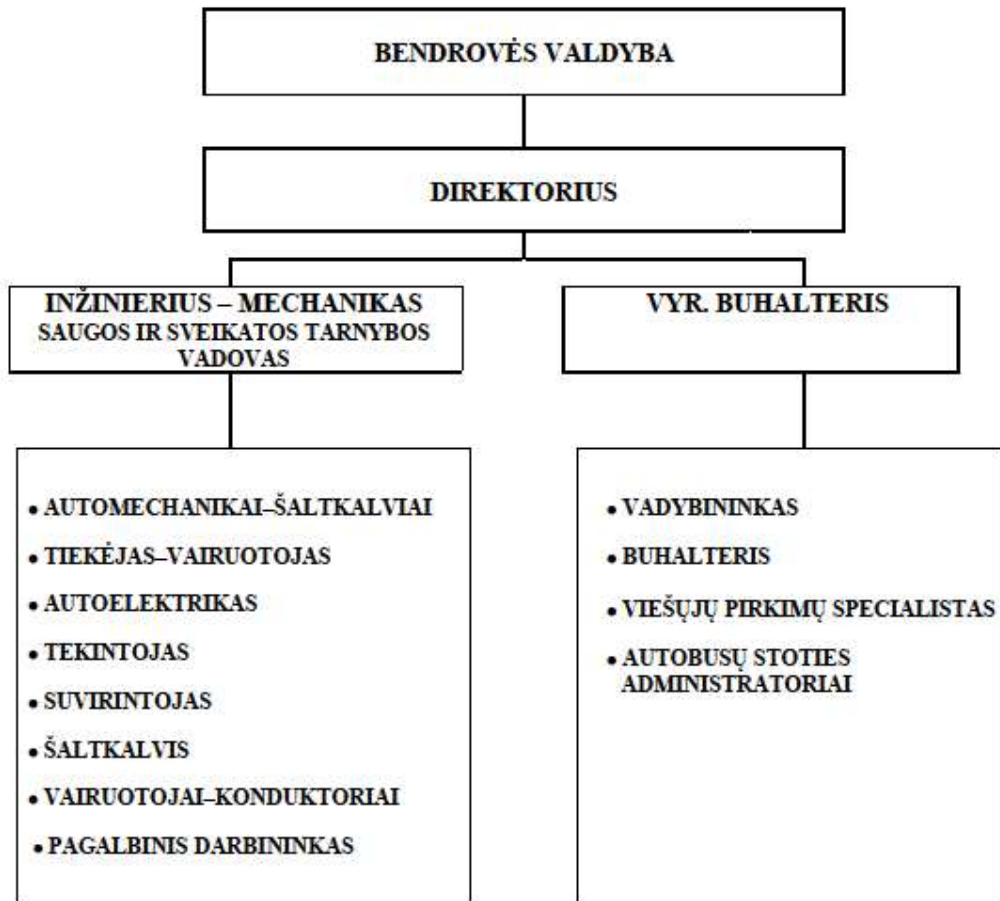 BENDROVĖS VALDYBA
DIREKTORIUS
INŽINIERIUS – MECHANIKAS
SAUGOS IR SVEIKATOS TARNYBOS
VADOVAS
VYR. BUHALTERIS
• AUTOMECHANIKAI–ŠALTKALVIAI
• TIEKĖJAS–VAIRUOTOJAS
• AUTOELEKTRIKAS
• TEKINTOJAS
• SUVIRINTOJAS
• ŠALTKALVIS
• VAIRUOTOJAI–KONDUKTORIAI
• PAGALBINIS DARBININKAS
• VADYBININKAS
• BUHALTERIS
• VIEŠŲJŲ PIRKIMŲ SPECIALISTAS
• AUTOBUSŲ STOTIES
ADMINISTRATORIAI